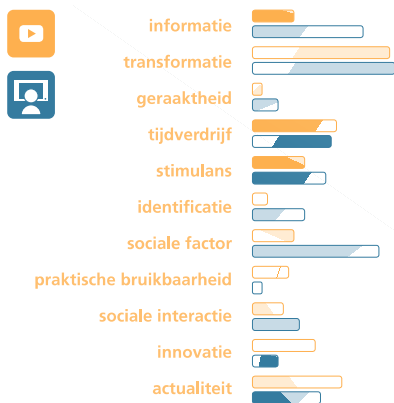 informatie
transformatie
geraaktheid
tijdverdrijf
stimulans
identificatie
sociale factor
praktische bruikbaarheid
sociale interactie
innovatie
actualiteit